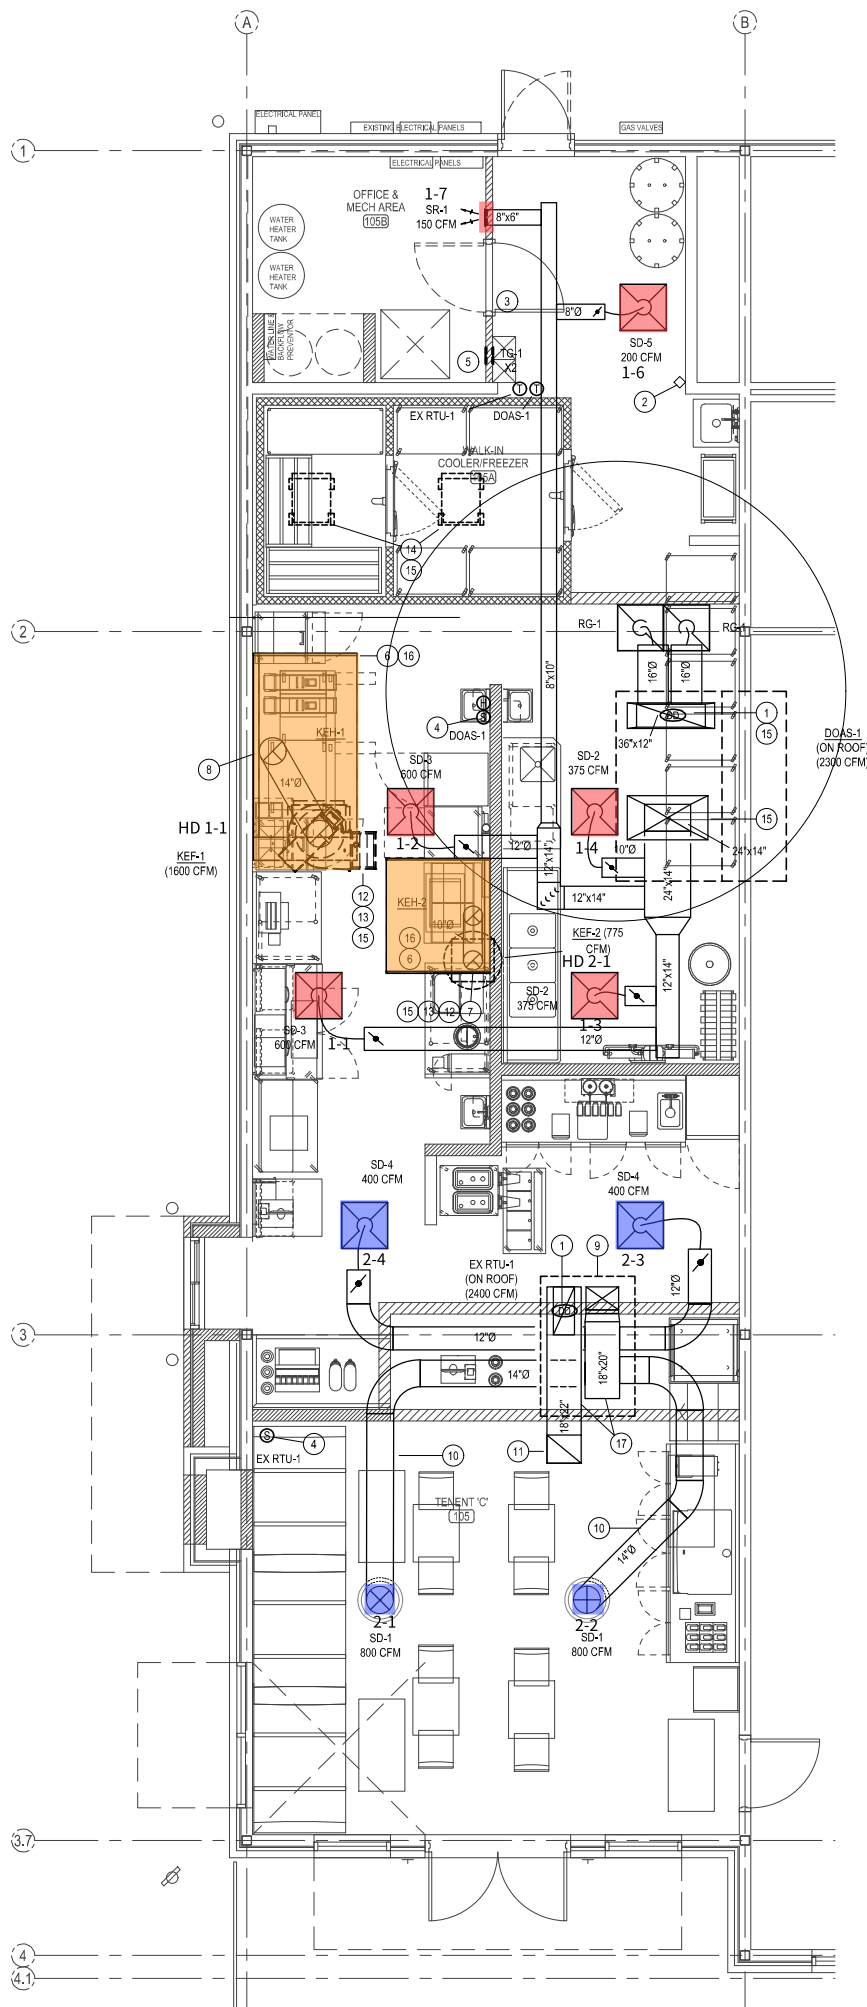 A
B
ELECTRICAL PANEL
EXISTING ELECTRICAL PANELS
GAS VALVES
1
ELECTRICAL PANELS
OFFICE &
MECH AREA
105B
1-7
SR-1
150 CFM
8"x6"
WATER
HEATER
TANK
WATER
HEATER
TANK
3
8"Ø
SD-5
200 CFM
1-6
WATER LINE &
BACKFLOW
PREVENTOR
5
TG-1
X2
T
T
2
EX RTU-1
DOAS-1
WALK-IN
COOLER/FREEZER
105A
14
15
2
RG-1
RG-1
6
16
16"Ø
16"Ø
8"x10"
H
S
4
DOAS-1
KEH-1
DD
1
15
36"x12"
DOAS-1
(ON ROOF)
(2300 CFM)
8
14"Ø
SD-3
600 CFM
SD-2
375 CFM
HD 1-1
KEF-1
(1600 CFM)
1-2
1-4
15
12"Ø
10"Ø
24"x14"
12"x14"
24"x14"
12
13
15
KEH-2
10"Ø
12"x14"
16
6
KEF-2 (775
CFM)
HD 2-1
12"x14"
SD-2
375 CFM
15
13
12
7
SD-3
600 CFM
1-1
1-3
12"Ø
SD-4
400 CFM
SD-4
400 CFM
2-4
2-3
EX RTU-1
(ON ROOF)
(2400 CFM)
1
9
12"Ø
DD
3
12"Ø
14"Ø
18"x20"
18"x22"
S
4
EX RTU-1
10
11
17
TENENT 'C'
105
10
14"Ø
2-1
SD-1
800 CFM
2-2
SD-1
800 CFM
3.7
4
4.1